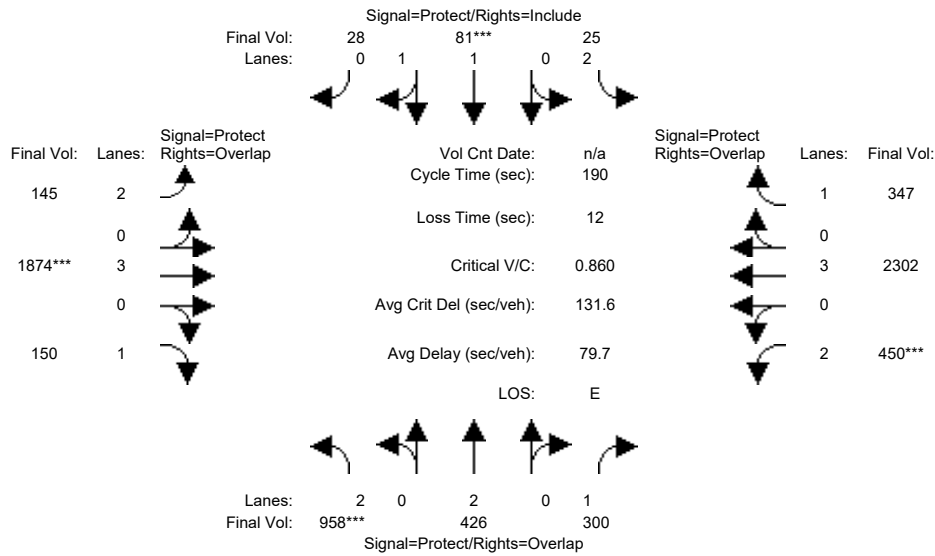 Signal=Protect/Rights=Include
Final Vol: 28 81*** 25
Lanes: 0 1 1 0 2
Signal=Protect
Final Vol: Lanes: Rights=Overlap
Vol Cnt Date: n/a
Signal=Protect
Rights=Overlap Lanes: Final Vol:
Cycle Time (sec): 190
145 2
1 347
Loss Time (sec): 12
0
0
1874*** 3
Critical V/C: 0.860
3 2302
0
Avg Crit Del (sec/veh): 131.6
0
150 1
Avg Delay (sec/veh): 79.7
2 450***
LOS: E
Lanes: 2 0 2 0 1
Final Vol: 958*** 426 300
Signal=Protect/Rights=Overlap